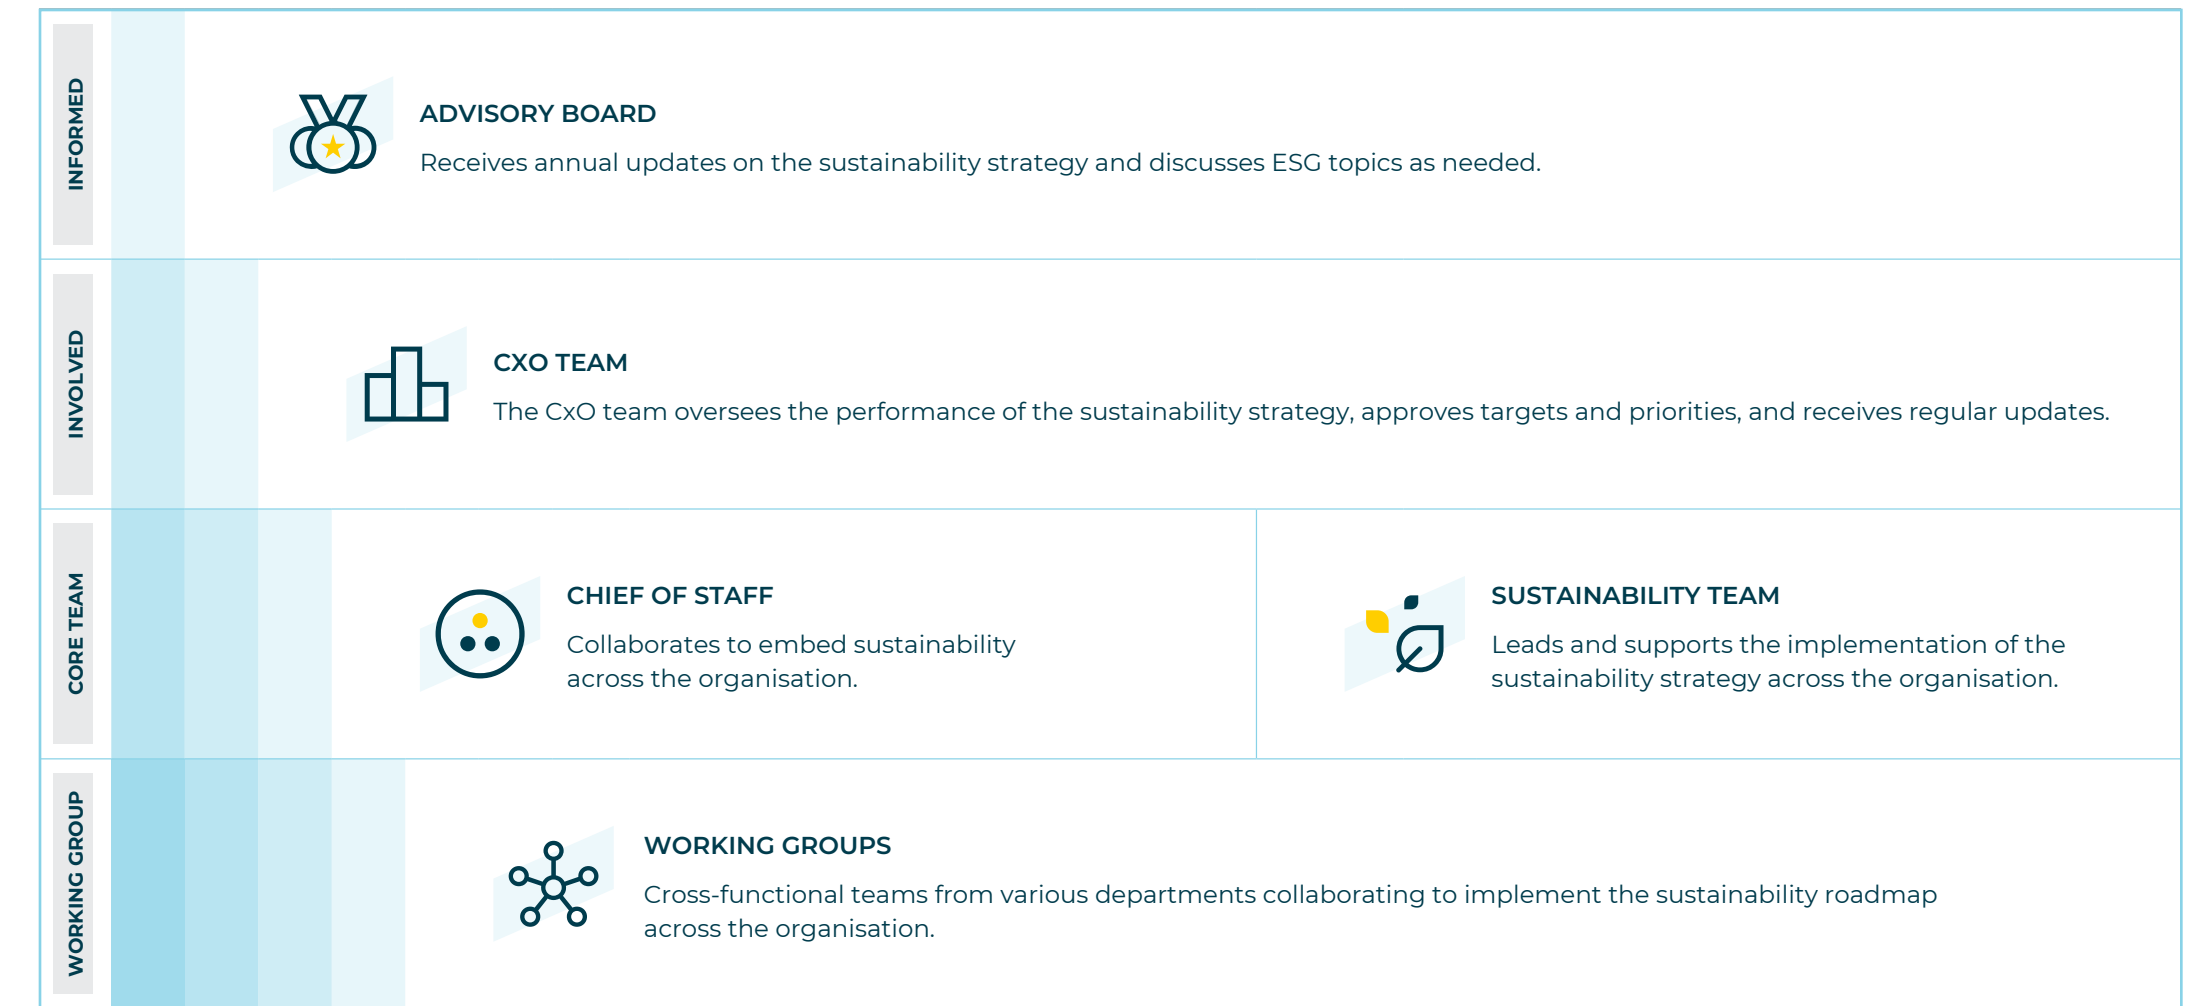 INFORMED
ADVISORY BOARD
Receives annual updates on the sustainability strategy and discusses ESG topics as needed.
INVOLVED
CXO TEAM
The CxO team oversees the performance of the sustainability strategy, approves targets and priorities, and receives regular updates.
CORE TEAM
CHIEF OF STAFF
Collaborates to embed sustainability
across the organisation.
SUSTAINABILITY TEAM
Leads and supports the implementation of the
sustainability strategy across the organisation.
WORKING GROUP
WORKING GROUPS
Cross-functional teams from various departments collaborating to implement the sustainability roadmap
across the organisation.